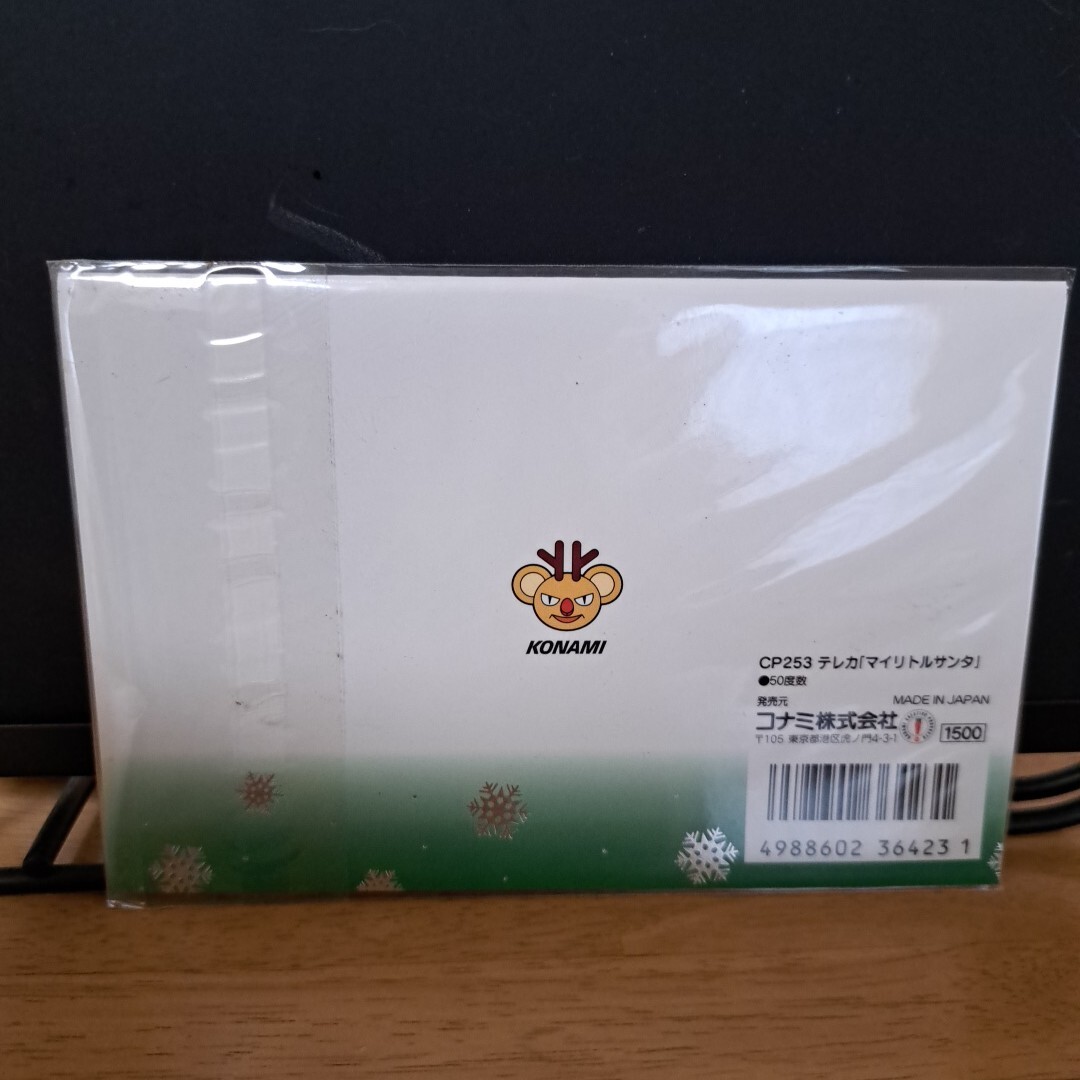 KONAMI
CP253 テレカ「マイリトルサンタ」
●50度数
発売元 MADE IN JAPAN
コナミ株式会社 1500
〒105 東京都港区虎ノ門4-3-1
4988602 36423 1